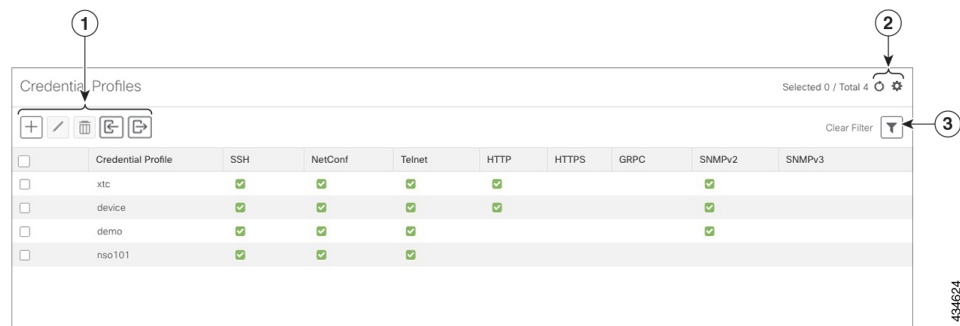 1
2
Credential Profiles
Selected 0 / Total 4
Clear Filter
3
Credential Profile SSH NetConf Telnet HTTP HTTPS GRPC SNMPv2 SNMPv3
xtc
device
demo
nso101
434624